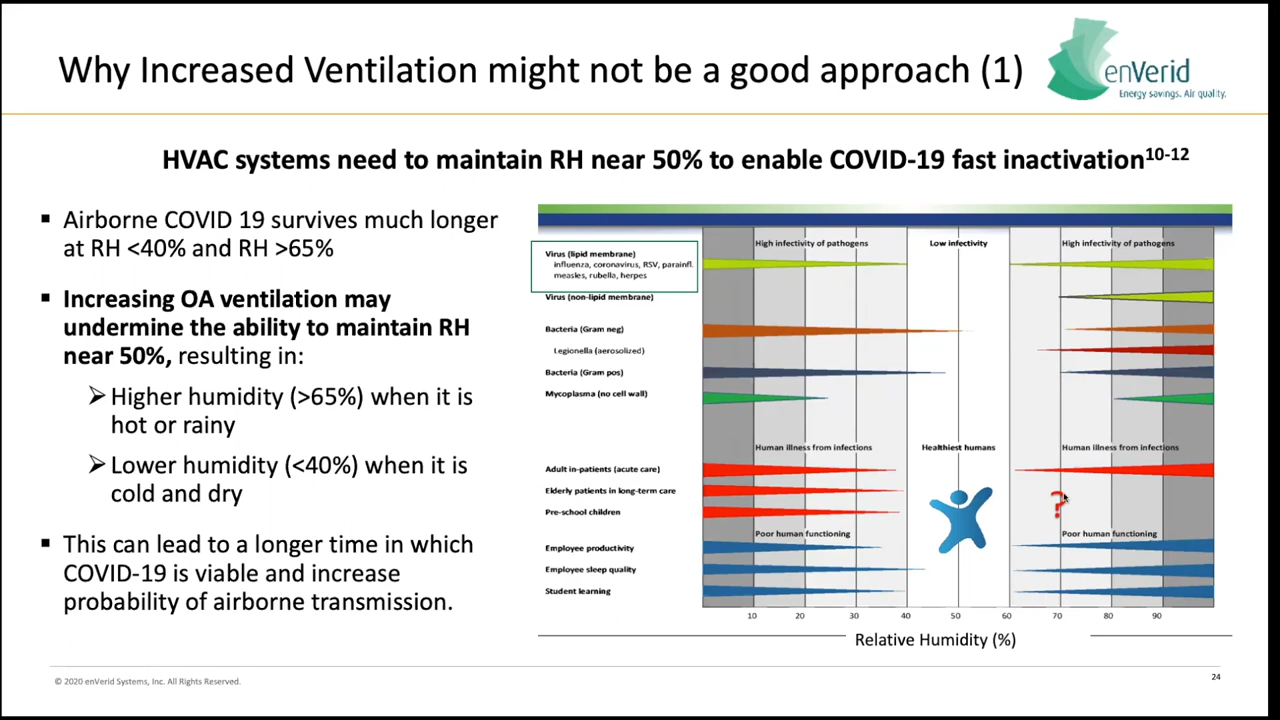 Why Increased Ventilation might not be a good approach (1)
enVerid
Energy savings. Air quality.
HVAC systems need to maintain RH near 50% to enable COVID-19 fast inactivation10-12
▪ Airborne COVID 19 survives much longer
at RH <40% and RH >65%
▪ Increasing OA ventilation may
undermine the ability to maintain RH
near 50%, resulting in:
➢ Higher humidity (>65%) when it is
hot or rainy
➢ Lower humidity (<40%) when it is
cold and dry
▪ This can lead to a longer time in which
COVID-19 is viable and increase
probability of airborne transmission.
High infectivity of pathogens Low infectivity High infectivity of pathogens
Virus (lipid membrane)
influenza, coronavirus, RSV, parainfl.
measles, rubella, herpes
Virus (non-lipid membrane)
Bacteria (Gram neg)
Legionella (aerosolized)
Bacteria (Gram pos)
Mycoplasma (no cell wall)
Human illness from infections Healthiest humans Human illness from infections
Adult in-patients (acute care)
Elderly patients in long-term care
?
Pre-school children
Poor human functioning Poor human functioning
Employee productivity
Employee sleep quality
Student learning
10 20 30 40 50 60 70 80 90
Relative Humidity (%)
© 2020 enVerid Systems, Inc. All Rights Reserved.
24